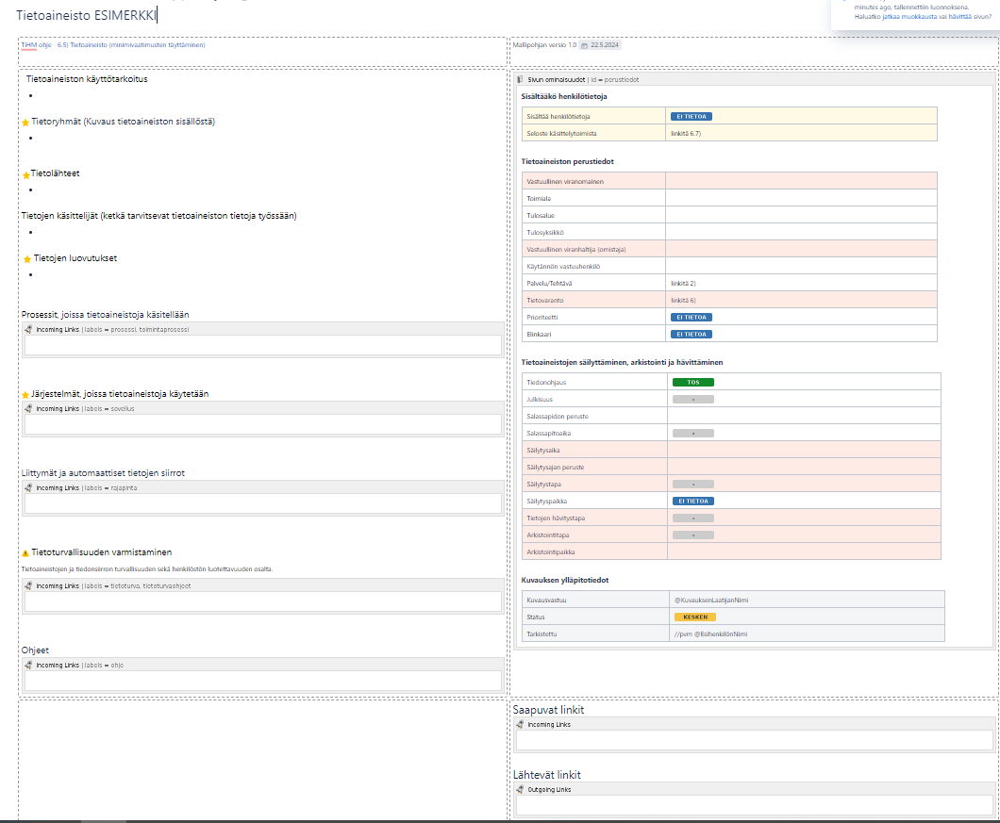 minutes ago, tallennettiin luonnoksena.
Haluatko jatkaa muokkausta vai hävittää sivun?
Tietoaineisto ESIMERKKI
TiHM ohje - 6.5) Tietoaineisto (minimivaatimusten täyttäminen)
Mallipohjan versio 1.0 22.5.2024
Tietoaineiston käyttötarkoitus
Tietoryhmät (Kuvaus tietoaineiston sisällöstä)
Tietolähteet
Tietojen käsittelijät (ketkä tarvitsevat tietoaineiston tietoja työssään)
Tietojen luovutukset
Prosessit, joissa tietoaineistoja käsitellään
Incoming Links | labels = prosessi, toimintaprosessi
Järjestelmät, joissa tietoaineistoja käytetään
Incoming Links | labels = sovellus
Liittymät ja automaattiset tietojen siirrot
Incoming Links | labels = rajapinta
Tietoturvallisuuden varmistaminen
Tietoaineistojen ja tiedonsiirron turvallisuuden sekä henkilöstön luotettavuuden osalta.
Incoming Links | labels = tietoturva, tietoturvaohjeet
Ohjeet
Incoming Links | labels = ohje
Sivun ominaisuudet | id = perustiedot
Sisältääkö henkilötietoja
Sisältää henkilötietoja EI TIETOA
Seloste käsittelytoimista linkitä 6.7)
Tietoaineiston perustiedot
Vastuullinen viranomainen
Toimiala
Tulosalue
Tulosyksikkö
Vastuullinen viranhaltija (omistaja)
Käytännön vastuuhenkilö
Palvelu/Tehtävä linkitä 2)
Tietovaranto linkitä 6)
Prioriteetti EI TIETOA
Elinkaari EI TIETOA
Tietoaineistojen säilyttäminen, arkistointi ja hävittäminen
Tiedonohjaus TOS
Julkisuus -
Salassapidon peruste
Salassapitoaika -
Säilytysaika
Säilytysajan peruste
Säilytystapa -
Säilytyspaikka EI TIETOA
Tietojen hävitystapa -
Arkistointitapa -
Arkistointipaikka
Kuvauksen ylläpitotiedot
Kuvausvastuu @KuvauksenLaatijanNimi
Status KESKEN
Tarkistettu //pvm @EsihenkilönNimi
Saapuvat linkit
Incoming Links
Lähtevät linkit
Outgoing Links